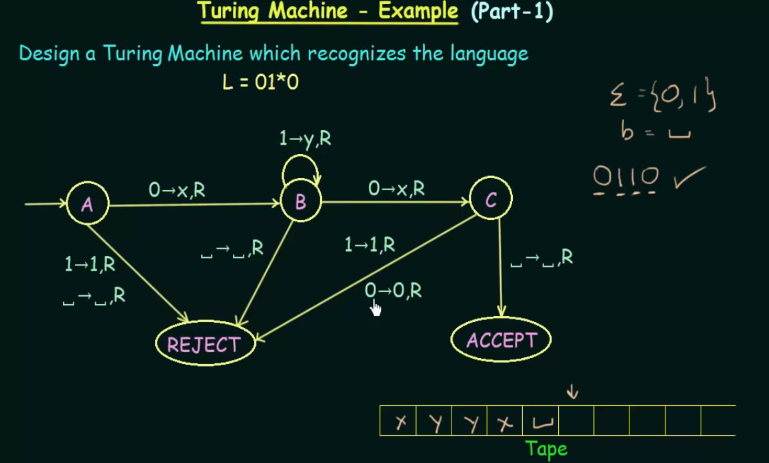 Turing Machine - Example (Part-1)
Design a Turing Machine which recognizes the language
L = 01*0
Σ = {0,1}
b = ␣
0110 ✓
1→y,R
0→x,R
0→x,R
A
B
C
1→1,R
␣→␣,R
␣→␣,R
1→1,R
0→0,R
␣→␣,R
REJECT
ACCEPT
x y y x ␣
Tape